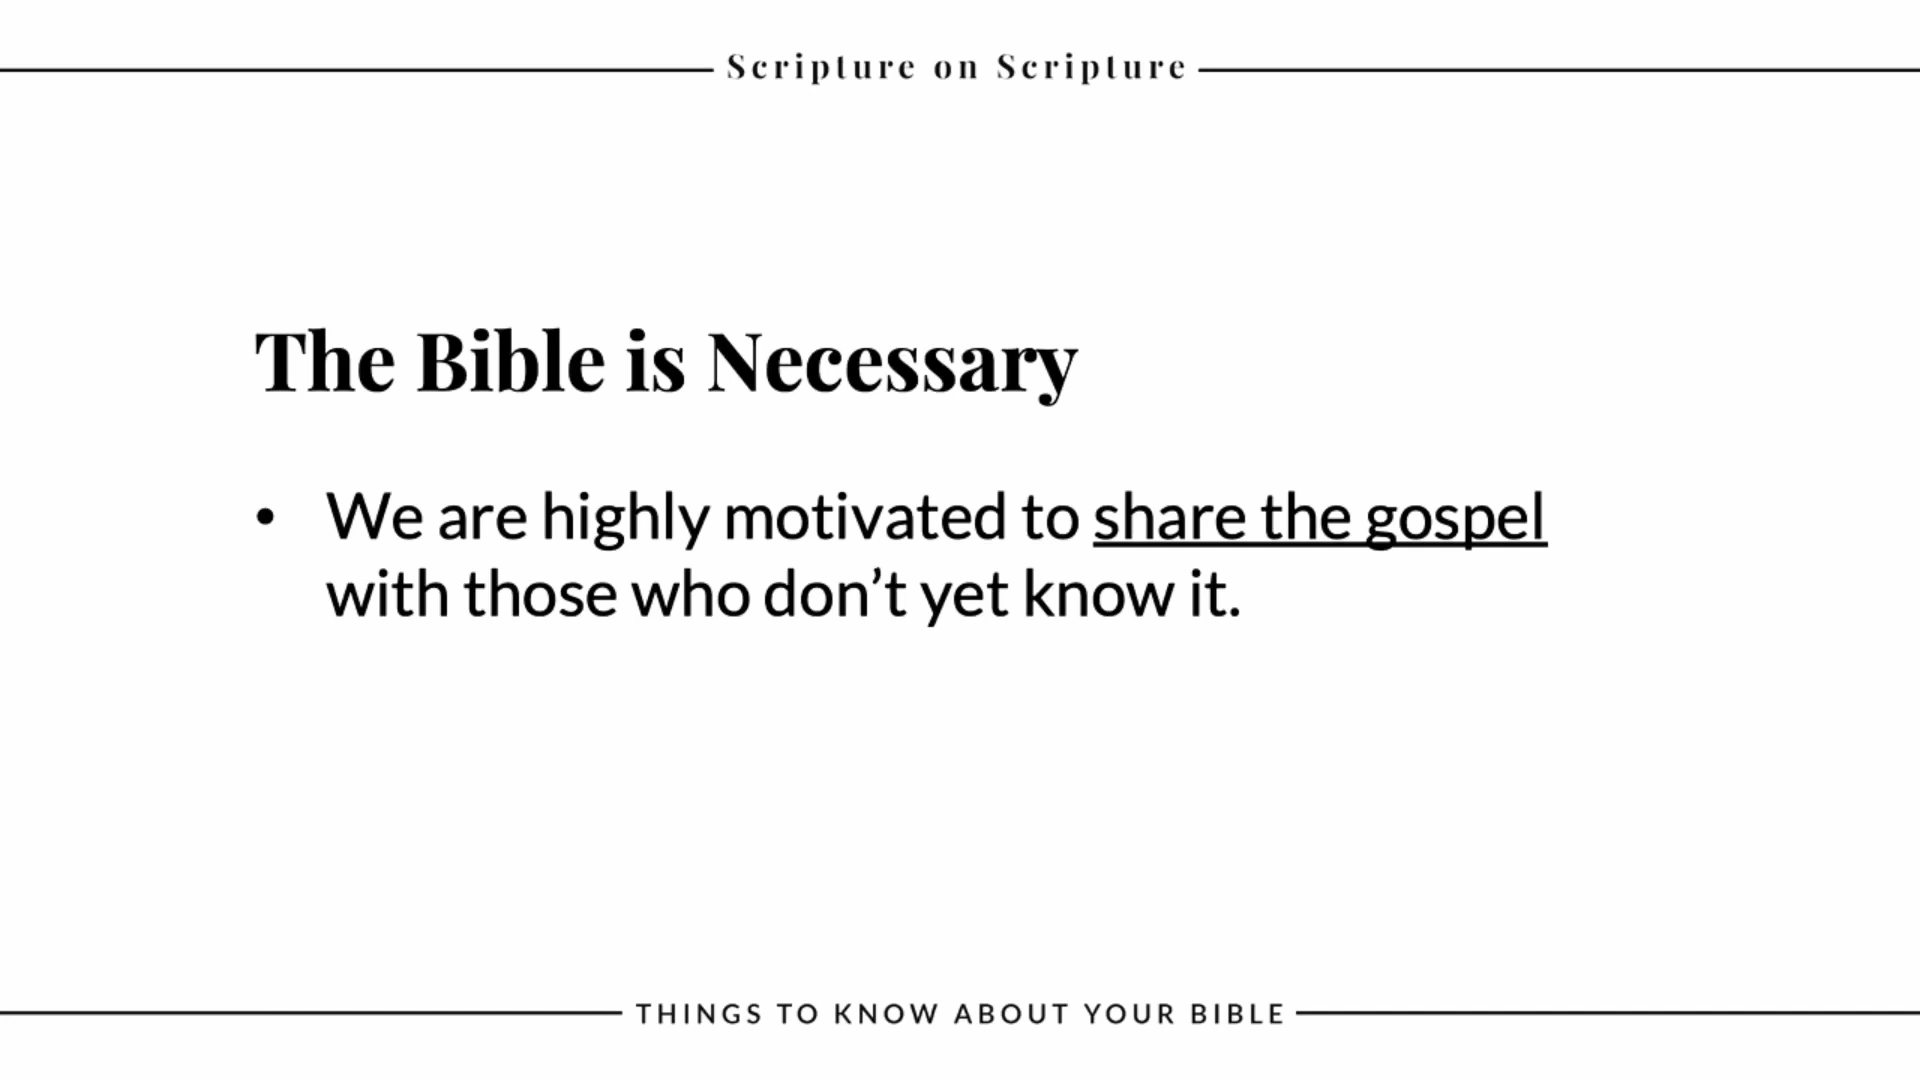 Scripture on Scripture
The Bible is Necessary
• We are highly motivated to share the gospel
with those who don’t yet know it.
THINGS TO KNOW ABOUT YOUR BIBLE